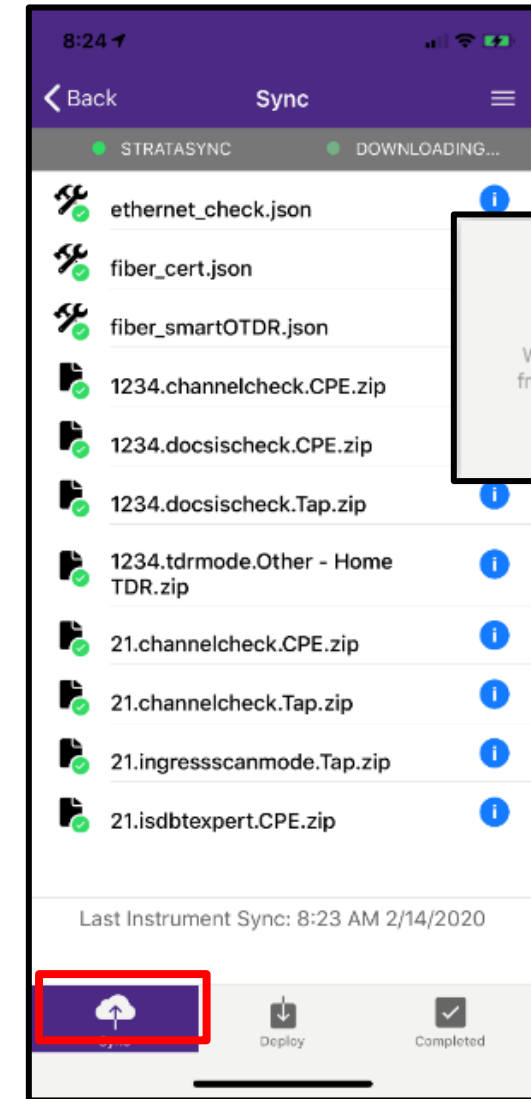 8:24
Back
Sync
STRATASYNC
DOWNLOADING...
ethernet_check.json
fiber_cert.json
fiber_smartOTDR.json
1234.channelcheck.CPE.zip
1234.docsischeck.CPE.zip
1234.docsischeck.Tap.zip
1234.tdrmode.Other - Home
TDR.zip
21.channelcheck.CPE.zip
21.channelcheck.Tap.zip
21.ingressscanmode.Tap.zip
21.isdbtexpert.CPE.zip
Last Instrument Sync: 8:23 AM 2/14/2020
Sync
Deploy
Completed